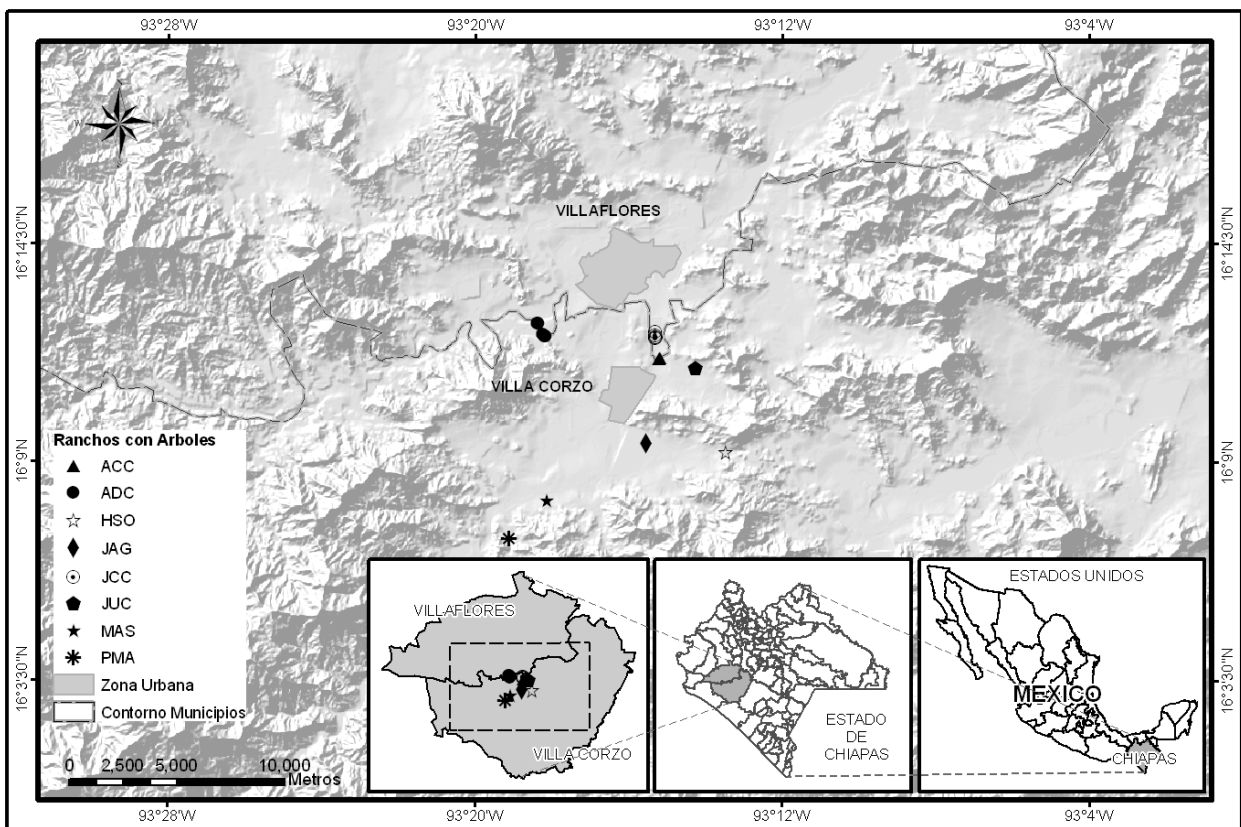 93°28'W 93°20'W 93°12'W 93°4'W
16°14'30"N 16°14'30"N
VILLAFLORES
VILLA CORZO
16°9'N 16°9'N
Ranchos con Arboles
ACC
ADC
HSO
JAG
JCC
JUC
MAS
PMA
Zona Urbana
Contorno Municipios
0 2,500 5,000 10,000
Metros
VILLAFLORES
VILLA CORZO
ESTADO
DE
CHIAPAS
ESTADOS UNIDOS
MEXICO
CHIAPAS
16°3'30"N 16°3'30"N
93°28'W 93°20'W 93°12'W 93°4'W